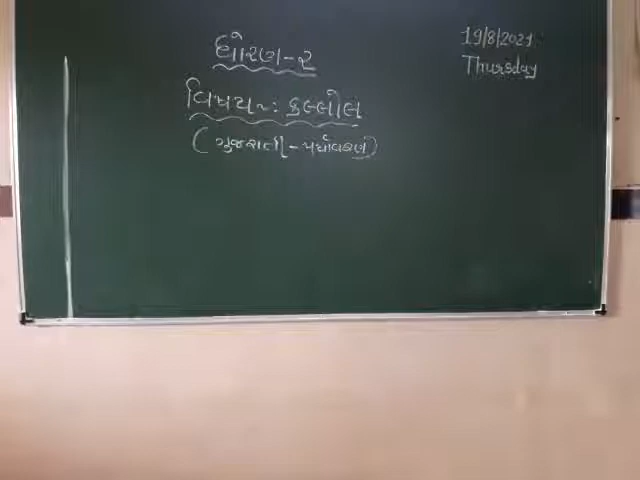 19/8/2021
Thursday
ધોરણ-૨
વિષય :- કલ્લોલ
(ગુજરાતી - પર્યાવરણ)